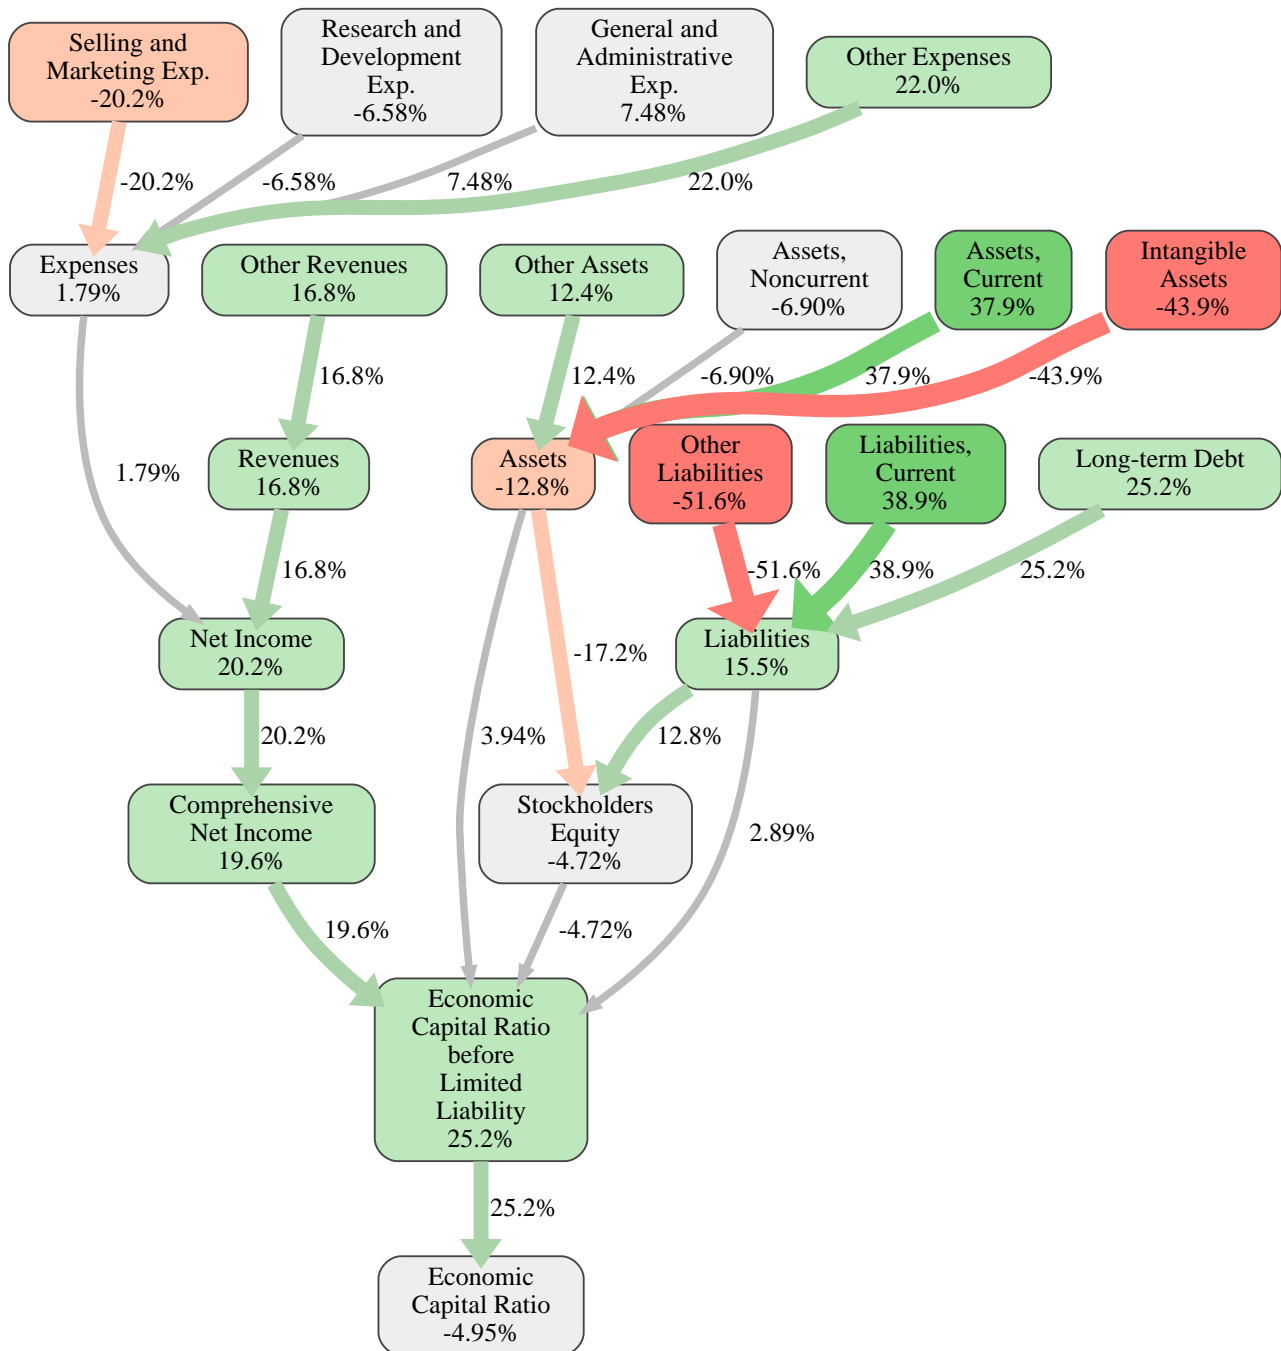 Selling and
Marketing Exp.
-20.2%
Research and
Development
Exp.
-6.58%
General and
Administrative
Exp.
7.48%
Other Expenses
22.0%
-20.2%
-6.58%
7.48%
22.0%
Expenses
1.79%
Other Revenues
16.8%
Other Assets
12.4%
Assets,
Noncurrent
-6.90%
Assets,
Current
37.9%
Intangible
Assets
-43.9%
16.8%
12.4%
-6.90%
37.9%
-43.9%
1.79%
Revenues
16.8%
Assets
-12.8%
Other
Liabilities
-51.6%
Liabilities,
Current
38.9%
Long-term Debt
25.2%
16.8%
-51.6%
38.9%
25.2%
Net Income
20.2%
-17.2%
Liabilities
15.5%
20.2%
3.94%
12.8%
Comprehensive
Net Income
19.6%
Stockholders
Equity
-4.72%
2.89%
19.6%
-4.72%
Economic
Capital Ratio
before
Limited
Liability
25.2%
25.2%
Economic
Capital Ratio
-4.95%